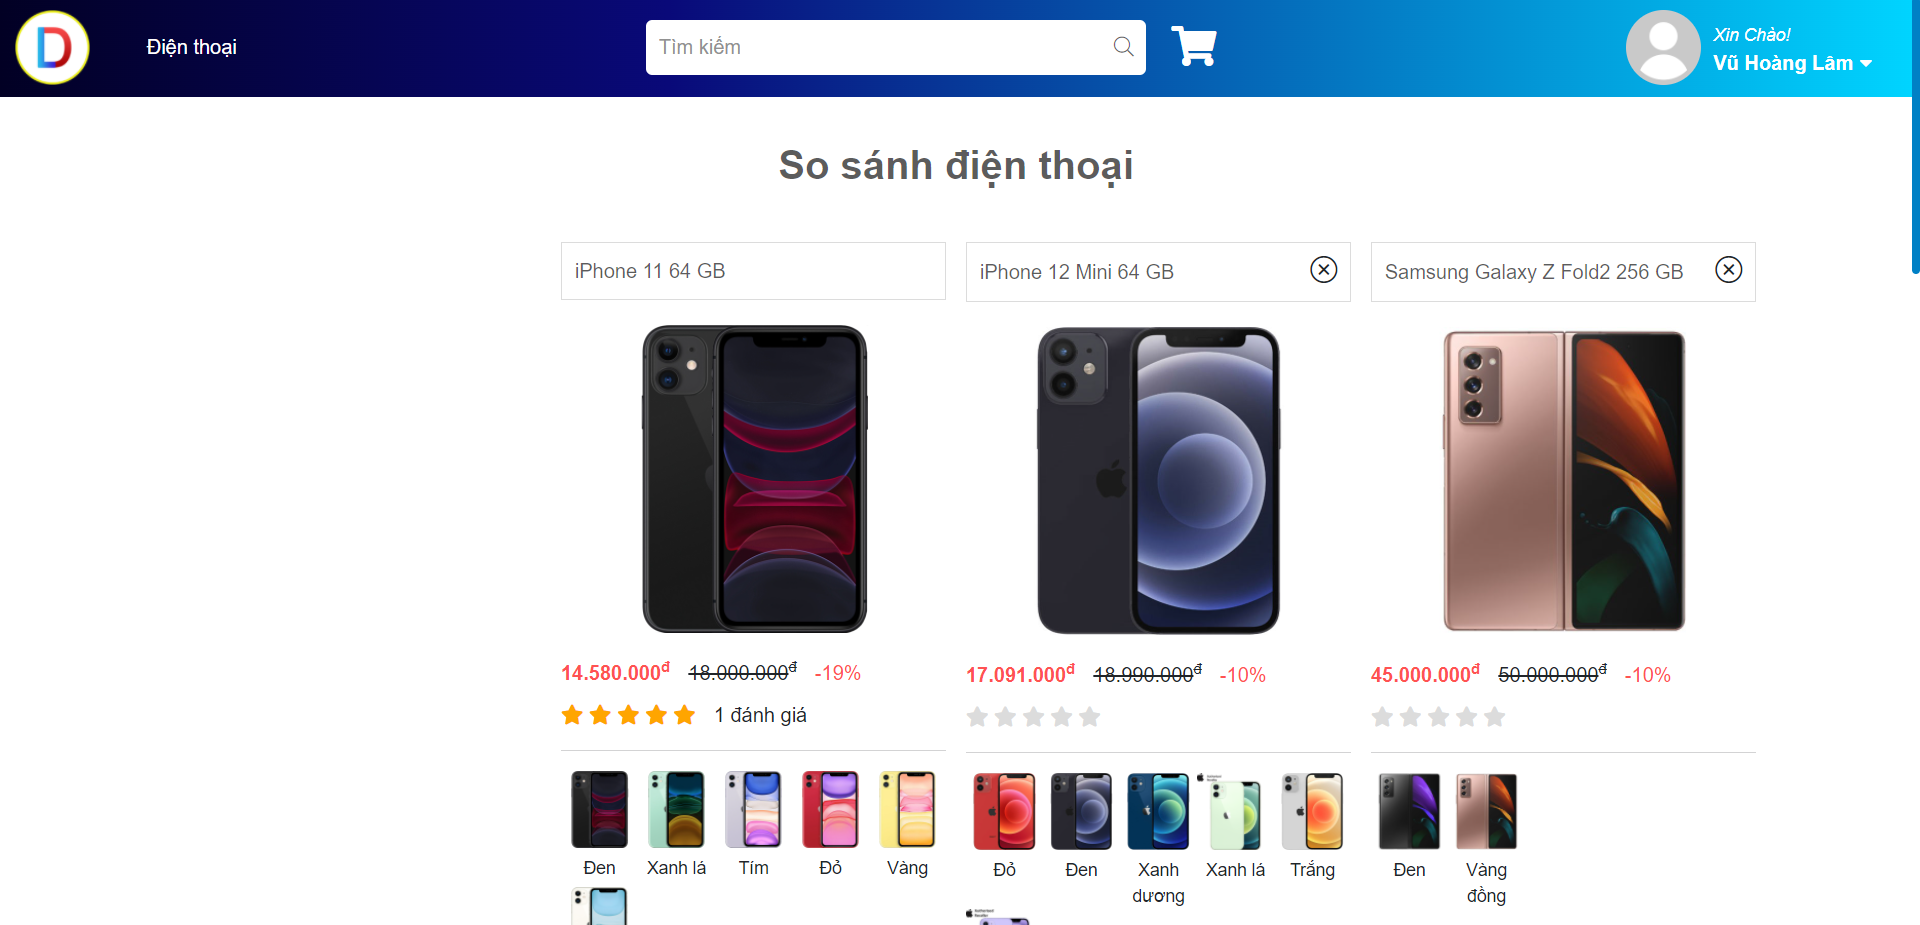 D
Điện thoại
Tìm kiếm
Xin Chào!
Vũ Hoàng Lâm
So sánh điện thoại
iPhone 11 64 GB
iPhone 12 Mini 64 GB
Samsung Galaxy Z Fold2 256 GB
14.580.000đ 18.000.000đ -19%
17.091.000đ 18.990.000đ -10%
45.000.000đ 50.000.000đ -10%
1 đánh giá
Đen Xanh lá Tím Đỏ Vàng
Đỏ Đen Xanh dương Xanh lá Trắng
Đen Vàng đồng